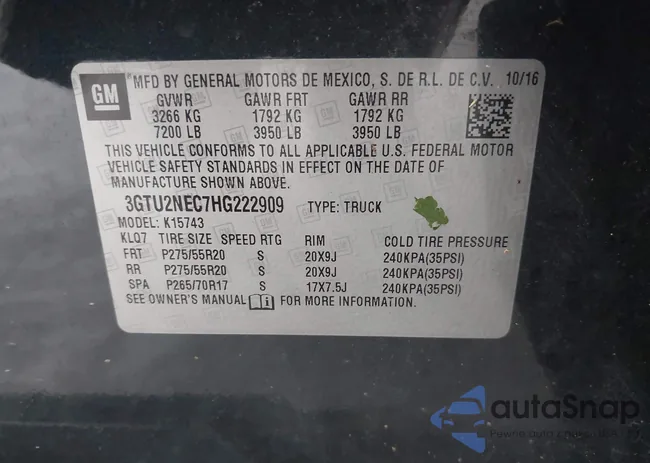 GM
MFD BY GENERAL MOTORS DE MEXICO, S. DE R.L. DE C.V. 10/16
GVWR GAWR FRT GAWR RR
3266 KG 1792 KG 1792 KG
7200 LB 3950 LB 3950 LB
THIS VEHICLE CONFORMS TO ALL APPLICABLE U.S. FEDERAL MOTOR
VEHICLE SAFETY STANDARDS IN EFFECT ON THE DATE OF
MANUFACTURE SHOWN ABOVE.
3GTU2NEC7HG222909 TYPE: TRUCK
MODEL: K15743
KLQ7 TIRE SIZE SPEED RTG RIM COLD TIRE PRESSURE
FRT P275/55R20 S 20X9J 240KPA(35PSI)
RR P275/55R20 S 20X9J 240KPA(35PSI)
SPA P265/70R17 S 17X7.5J 240KPA(35PSI)
SEE OWNER'S MANUAL FOR MORE INFORMATION.
autaSnap